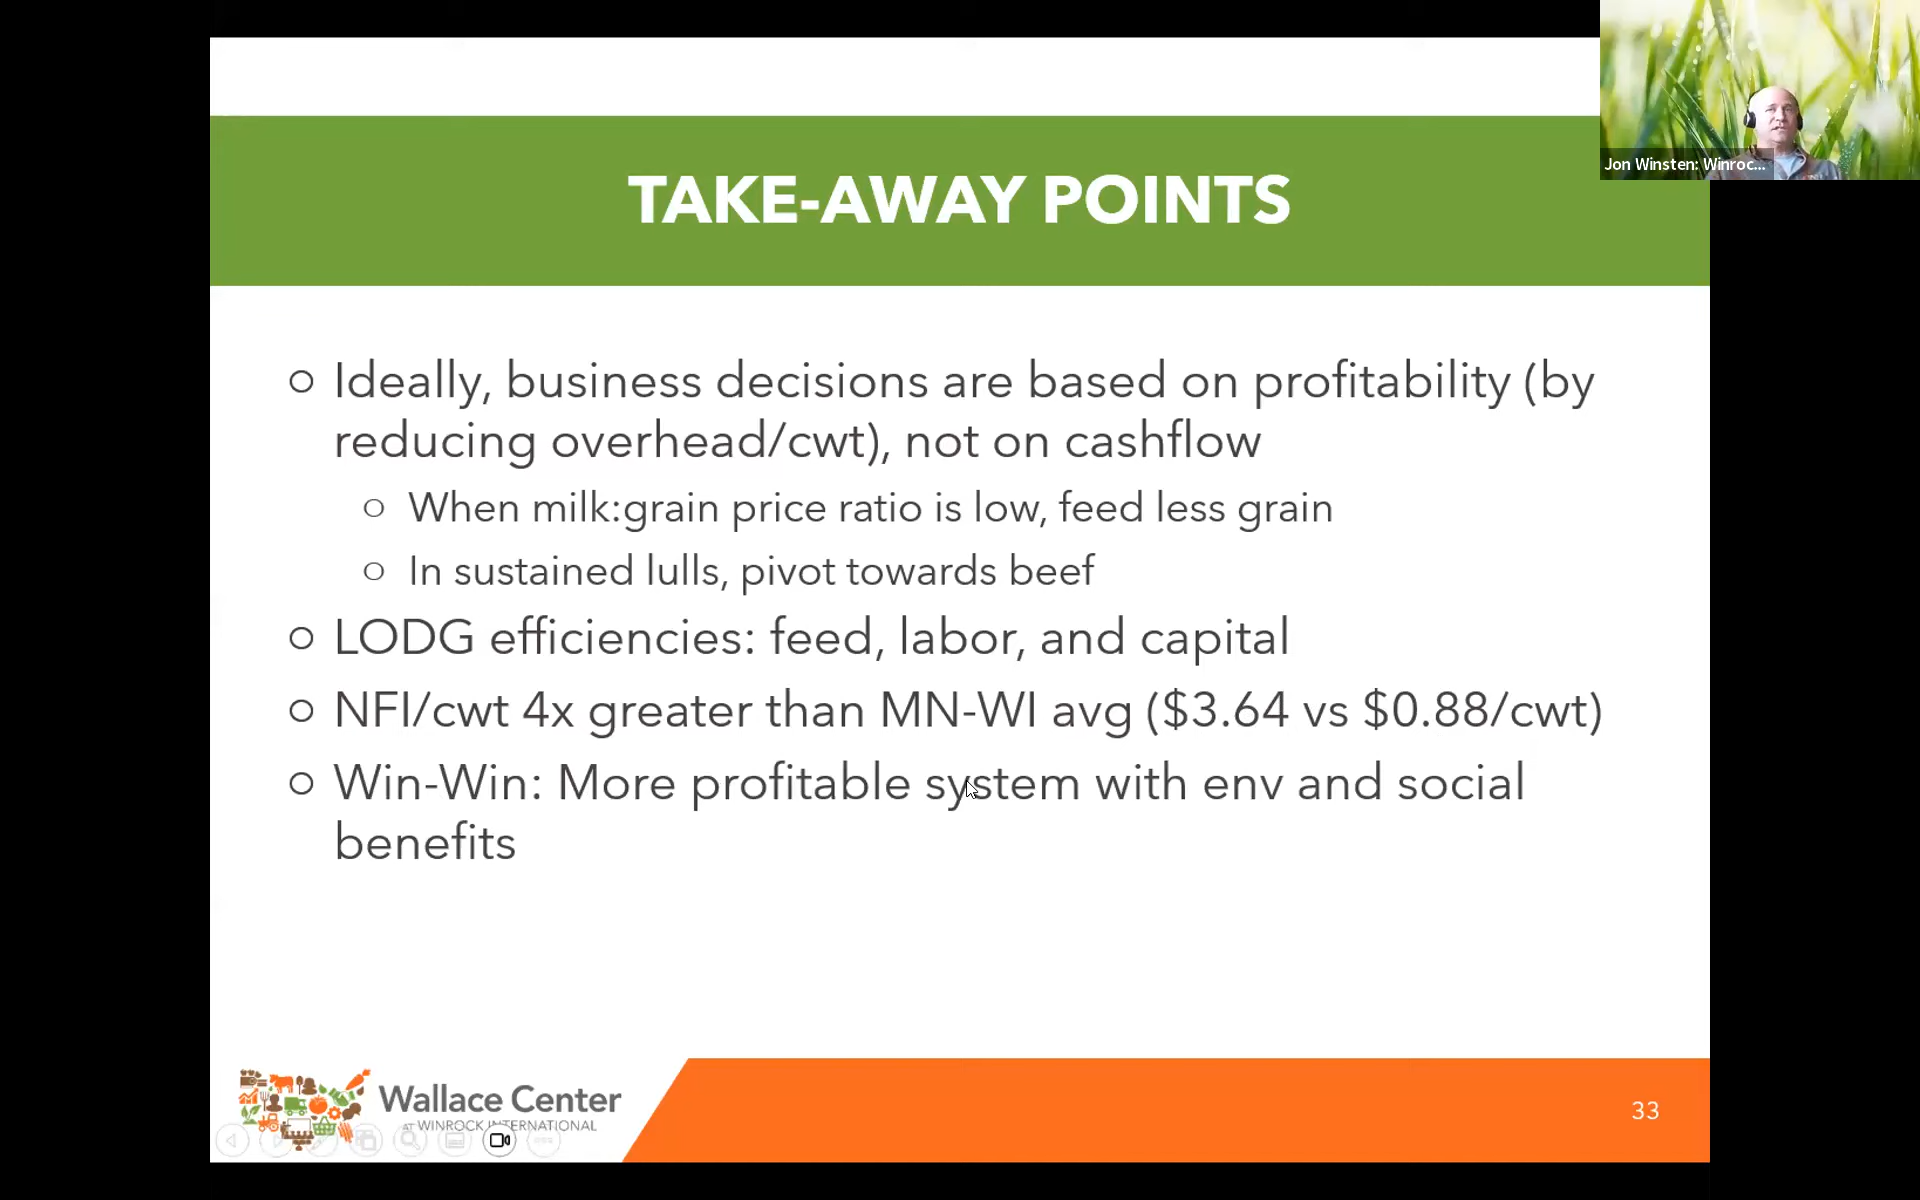 Jon Winsten: Winroc...
TAKE-AWAY POINTS
Ideally, business decisions are based on profitability (by
reducing overhead/cwt), not on cashflow
When milk:grain price ratio is low, feed less grain
In sustained lulls, pivot towards beef
LODG efficiencies: feed, labor, and capital
NFI/cwt 4x greater than MN-WI avg ($3.64 vs $0.88/cwt)
Win-Win: More profitable system with env and social
benefits
Wallace Center
AT WINROCK INTERNATIONAL
33